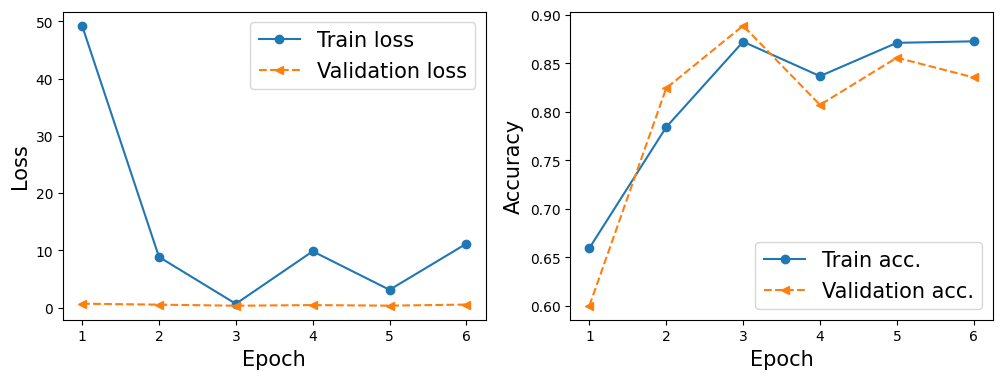 50
40
30
20
10
0
Loss
Train loss
Validation loss
1 2 3 4 5 6
Epoch
0.90
0.85
0.80
0.75
0.70
0.65
0.60
Accuracy
Train acc.
Validation acc.
1 2 3 4 5 6
Epoch